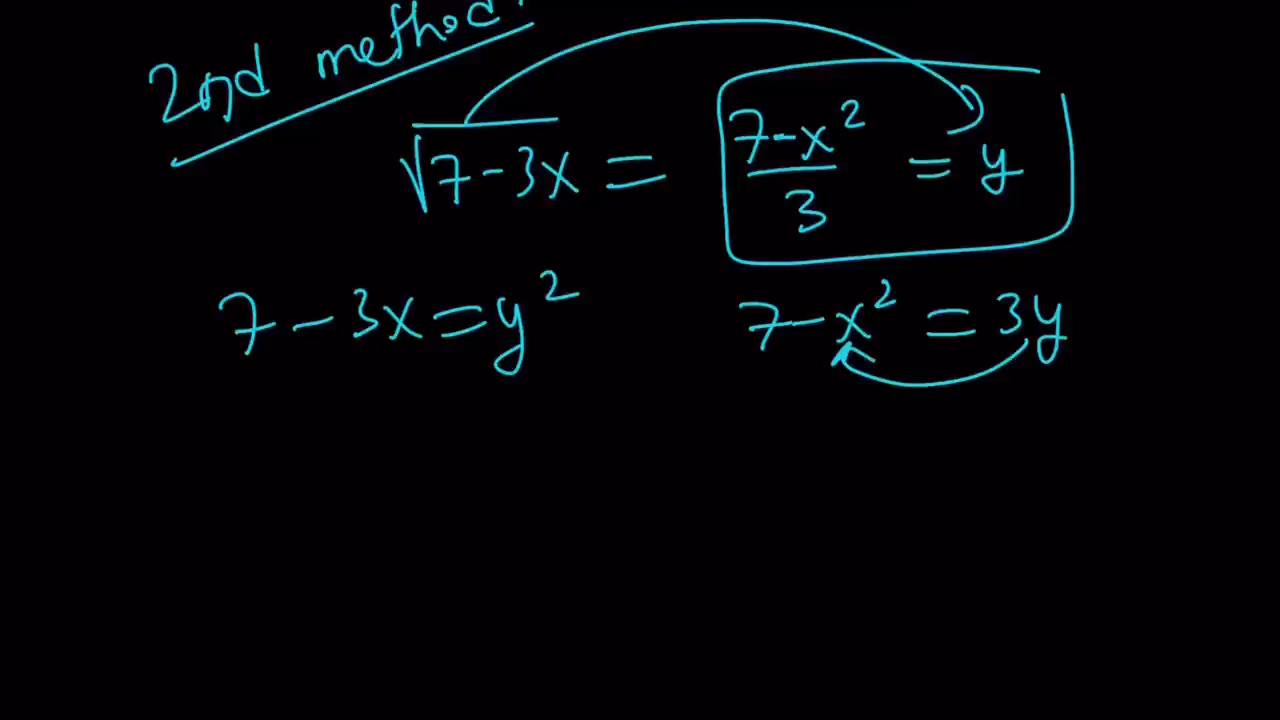 2nd method:
√7-3x = 7-x²/3 = y
7-3x=y² 7-x²=3y